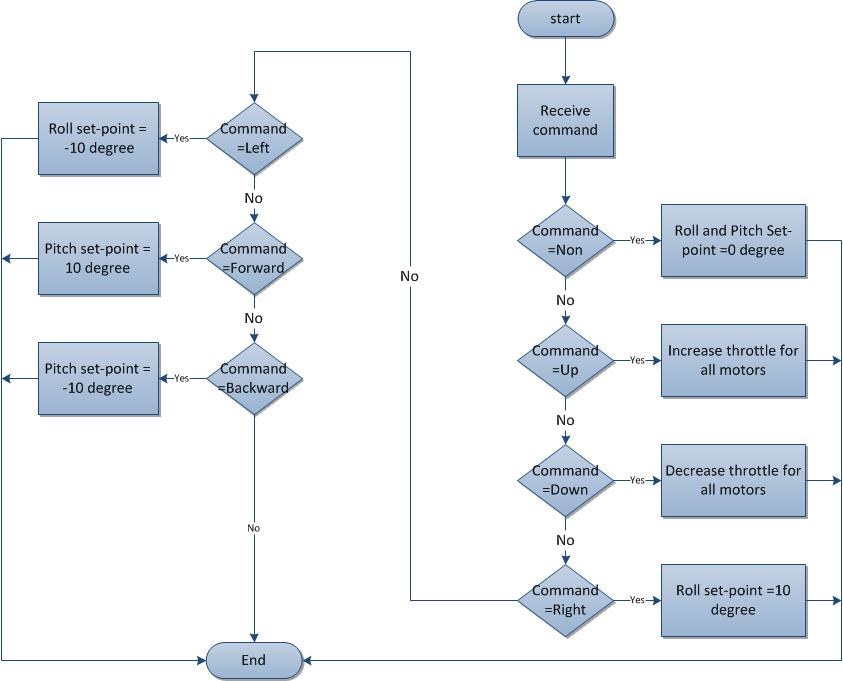 start
Receive
command
Command
=Non
Yes
Roll and Pitch Set-
point =0 degree
No
Command
=Up
Yes
Increase throttle for
all motors
No
Command
=Down
Yes
Decrease throttle for
all motors
No
Command
=Right
Yes
Roll set-point =10
degree
No
Command
=Left
Yes
Roll set-point =
-10 degree
No
Command
=Forward
Yes
Pitch set-point =
10 degree
No
Command
=Backward
Yes
Pitch set-point =
-10 degree
No
End